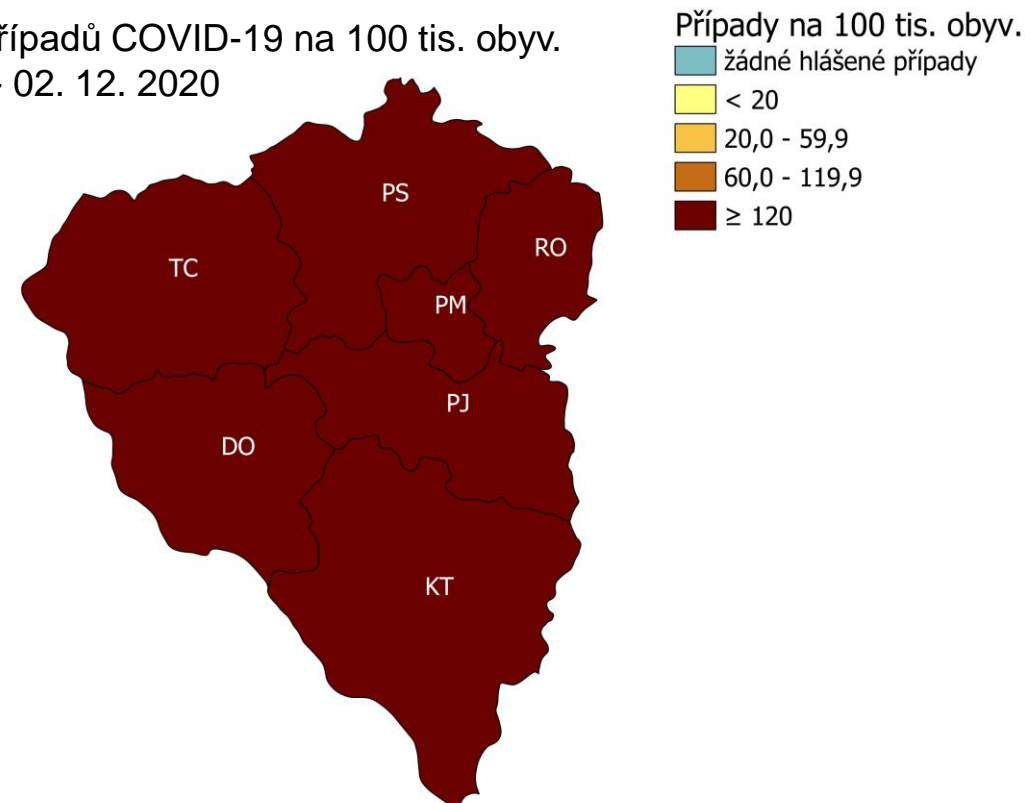 řípadů COVID-19 na 100 tis. obyv.
- 02. 12. 2020
Případy na 100 tis. obyv.
žádné hlášené případy
< 20
20,0 - 59,9
60,0 - 119,9
≥ 120
PS
RO
TC
PM
PJ
DO
KT